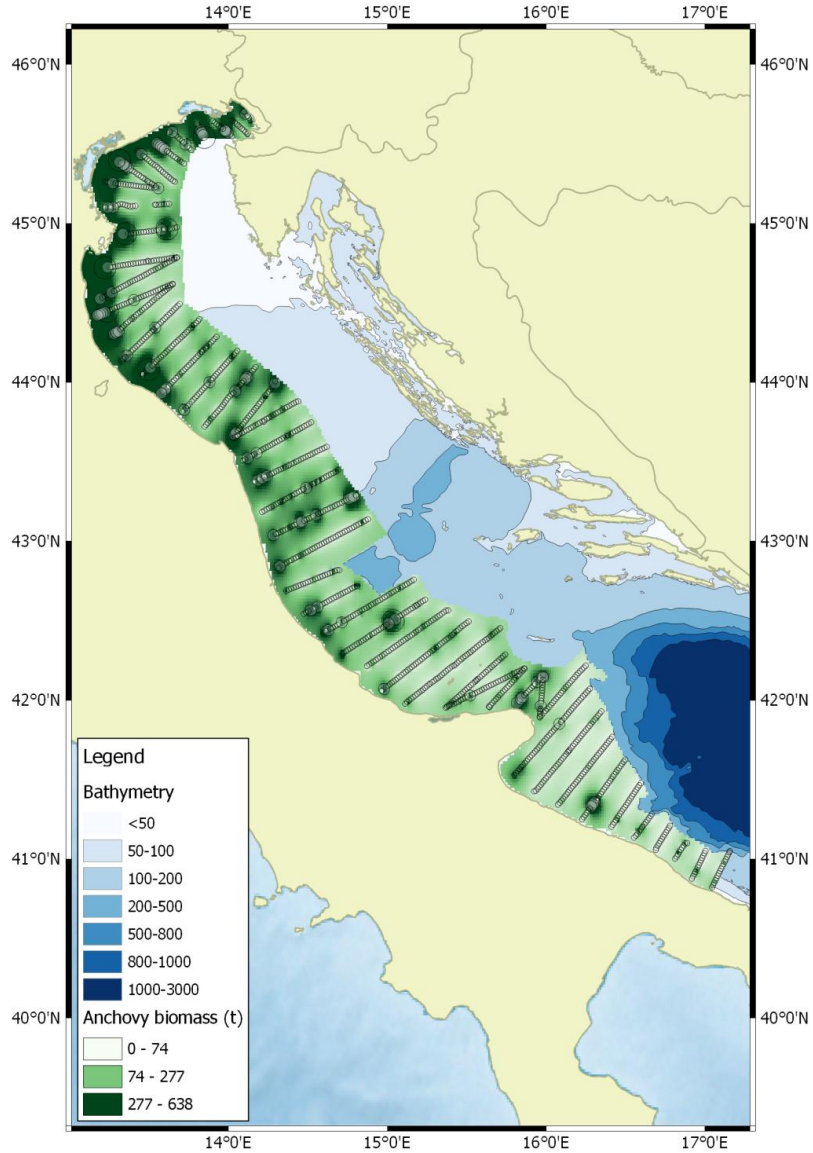 14°0'E 15°0'E 16°0'E 17°0'E
46°0'N 46°0'N
45°0'N 45°0'N
44°0'N 44°0'N
43°0'N 43°0'N
42°0'N 42°0'N
41°0'N
40°0'N 40°0'N
Legend
Bathymetry
<50
50-100
100-200
200-500
500-800
800-1000
1000-3000
Anchovy biomass (t)
0 - 74
74 - 277
277 - 638
41°0'N
14°0'E 15°0'E 16°0'E 17°0'E